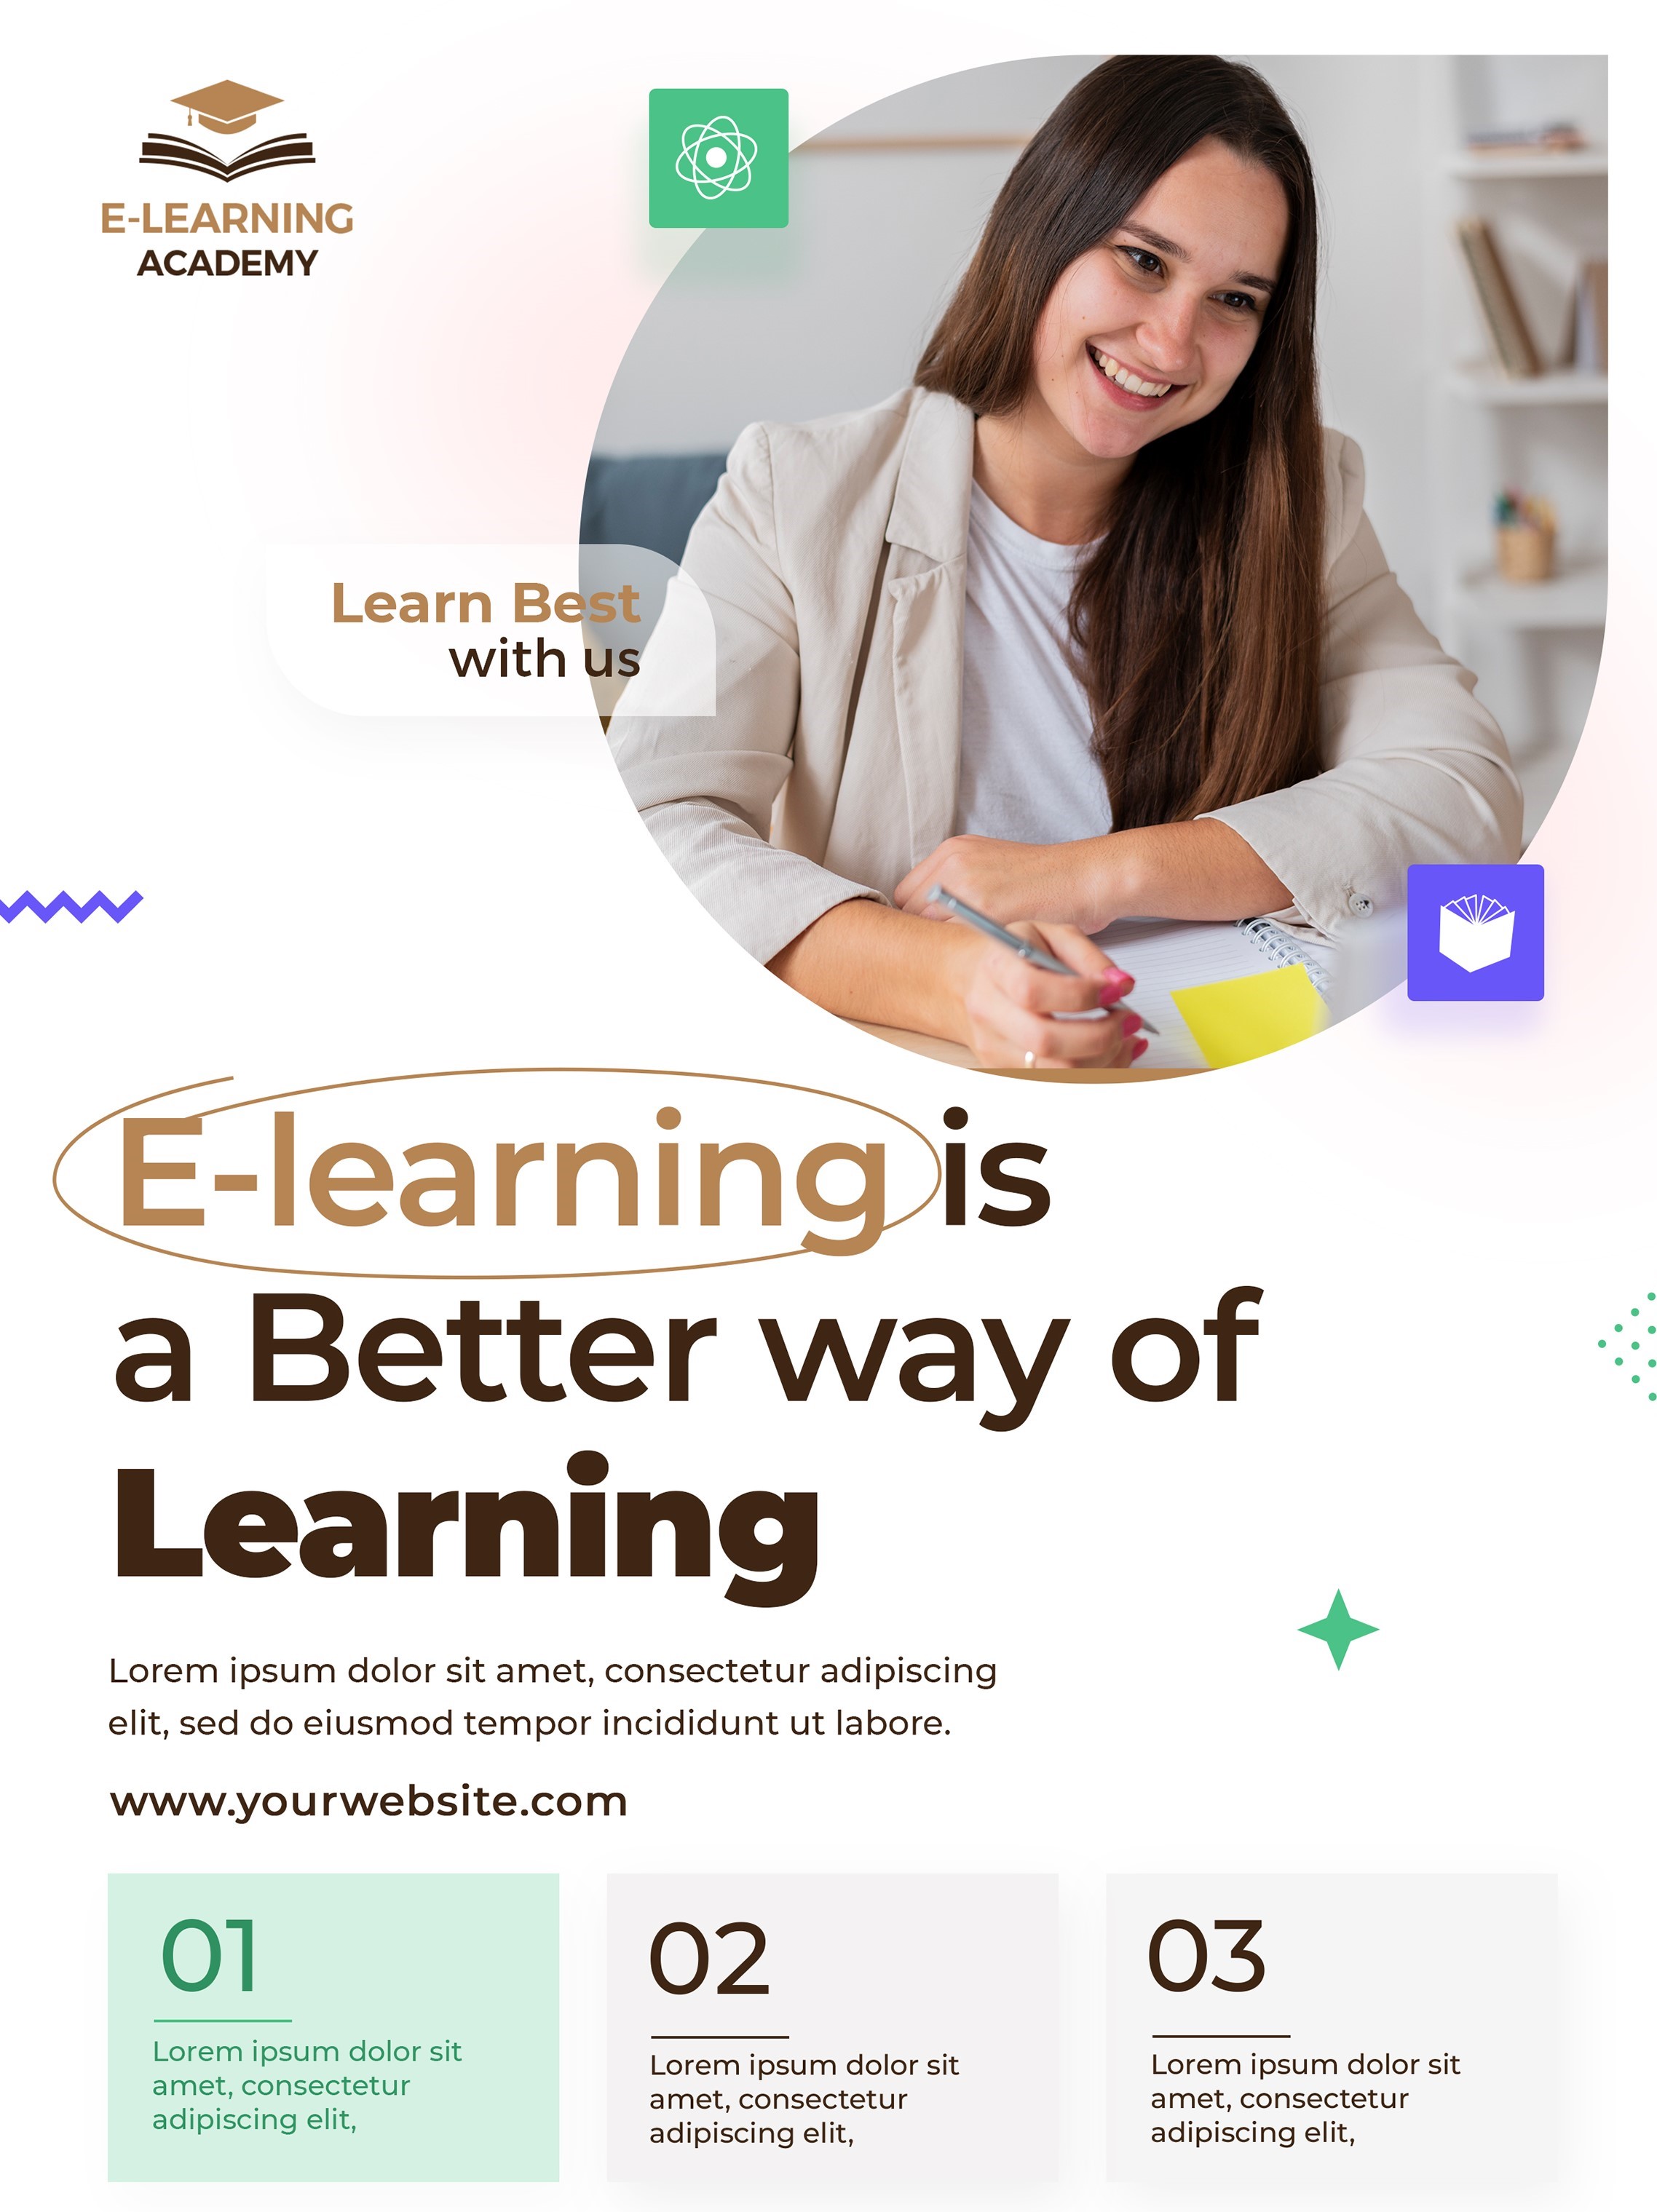 E-LEARNING
ACADEMY
Learn Best
with us
E-learning is
a Better way of
Learning
Lorem ipsum dolor sit amet, consectetur adipiscing
elit, sed do eiusmod tempor incididunt ut labore.
www.yourwebsite.com
01
Lorem ipsum dolor sit
amet, consectetur
adipiscing elit,
02
Lorem ipsum dolor sit
amet, consectetur
adipiscing elit,
03
Lorem ipsum dolor sit
amet, consectetur
adipiscing elit,